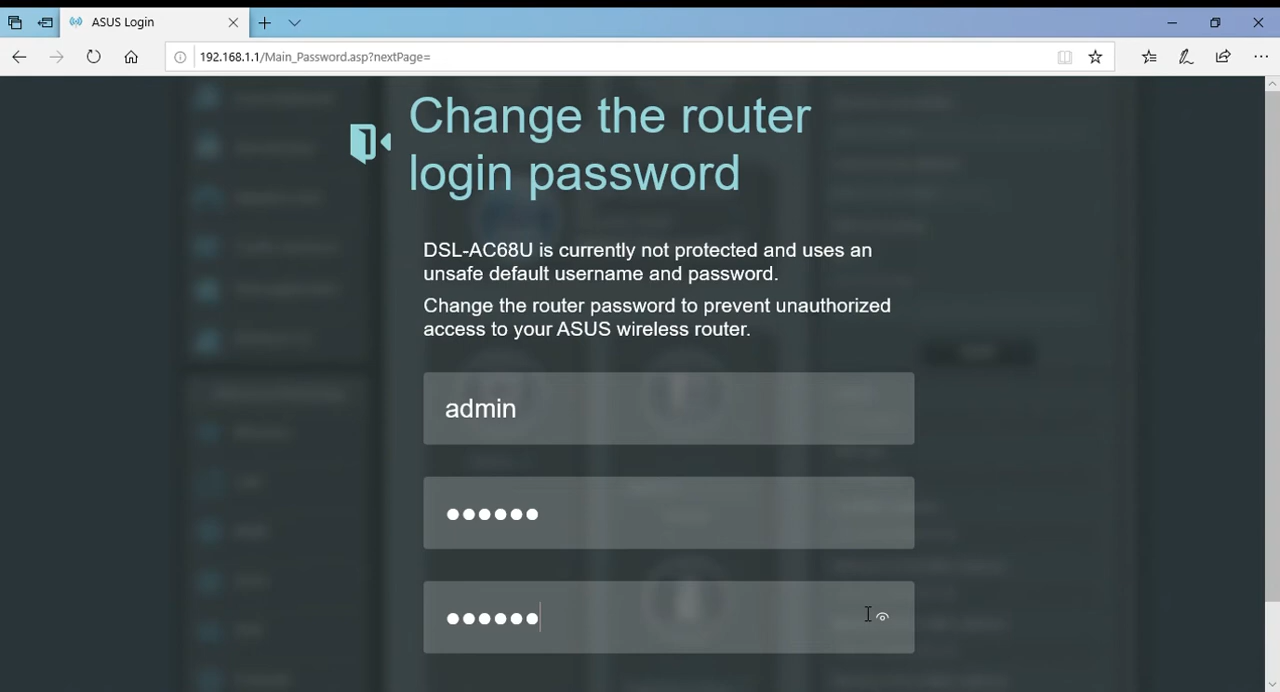 ASUS Login
192.168.1.1/Main_Password.asp?nextPage=
Change the router
login password
DSL-AC68U is currently not protected and uses an
unsafe default username and password.
Change the router password to prevent unauthorized
access to your ASUS wireless router.
admin